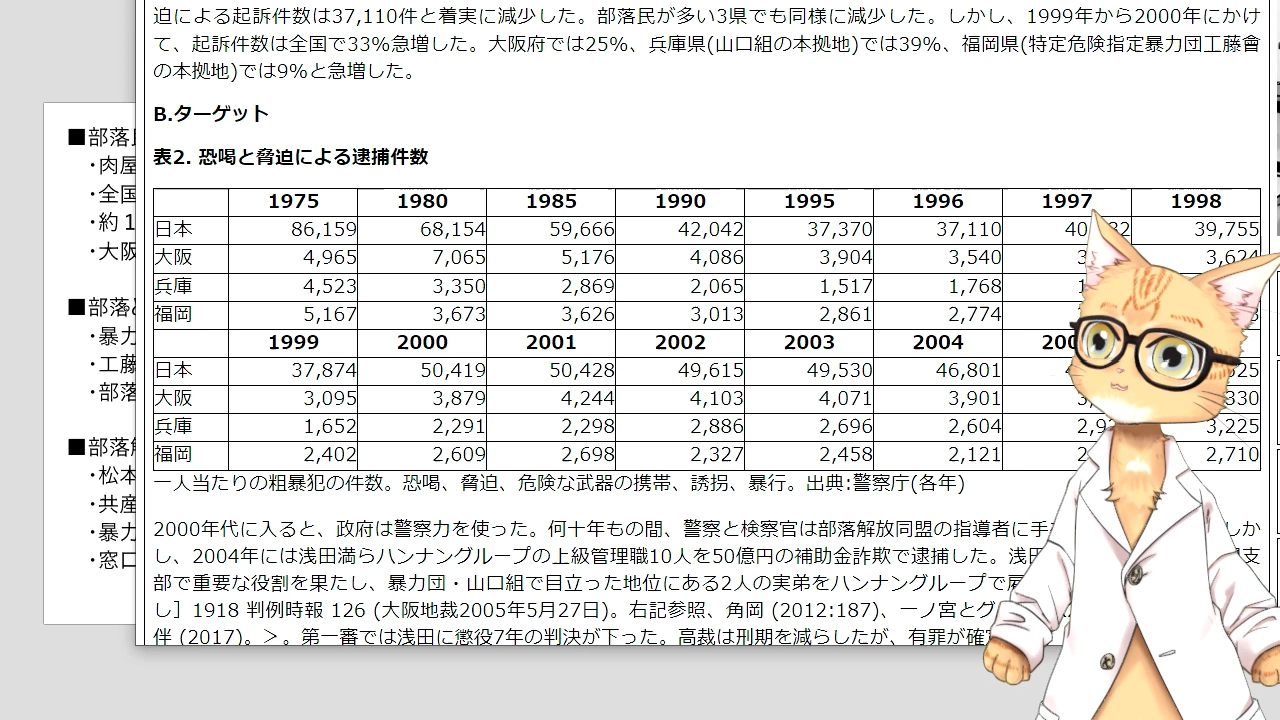 迫による起訴件数は37,110件と着実に減少した。部落民が多い3県でも同様に減少した。しかし、1999年から2000年にかけ
て、起訴件数は全国で33%急増した。大阪府では25%、兵庫県(山口組の本拠地)では39%、福岡県(特定危険指定暴力団工藤會
の本拠地)では9%と急増した。
B.ターゲット
表2. 恐喝と脅迫による逮捕件数
1975 1980 1985 1990 1995 1996 1997 1998
日本 86,159 68,154 59,666 42,042 37,370 37,110 39,755
大阪 4,965 7,065 5,176 4,086 3,904 3,540 3,624
兵庫 4,523 3,350 2,869 2,065 1,517 1,768
福岡 5,167 3,673 3,626 3,013 2,861 2,774
1999 2000 2001 2002 2003 2004
日本 37,874 50,419 50,428 49,615 49,530 46,801
大阪 3,095 3,879 4,244 4,103 4,071 3,901
兵庫 1,652 2,291 2,298 2,886 2,696 2,604 3,225
福岡 2,402 2,609 2,698 2,327 2,458 2,121 2,710
一人当たりの粗暴犯の件数。恐喝、脅迫、危険な武器の携帯、誘拐、暴行。出典:警察庁(各年)
2000年代に入ると、政府は警察力を使った。何十年もの間、警察と検察官は部落解放同盟の指導者に手 しか
し、2004年には浅田満らハンナングループの上級管理職10人を50億円の補助金詐欺で逮捕した。浅田 支
部で重要な役割を果たし、暴力団・山口組で目立った地位にある2人の実弟をハンナングループで
し］1918 判例時報 126 (大阪地裁2005年5月27日)。右記参照、角岡 (2012:187)、一ノ宮とグ
伴 (2017)。＞。第一審では浅田に懲役7年の判決が下った。高裁は刑期を減らしたが、有罪が確
■部落
・肉屋
・全国
・約1
・大阪
■部落
・暴力
・工藤
・部落
■部落
・松本
・共産
・暴力
・窓口